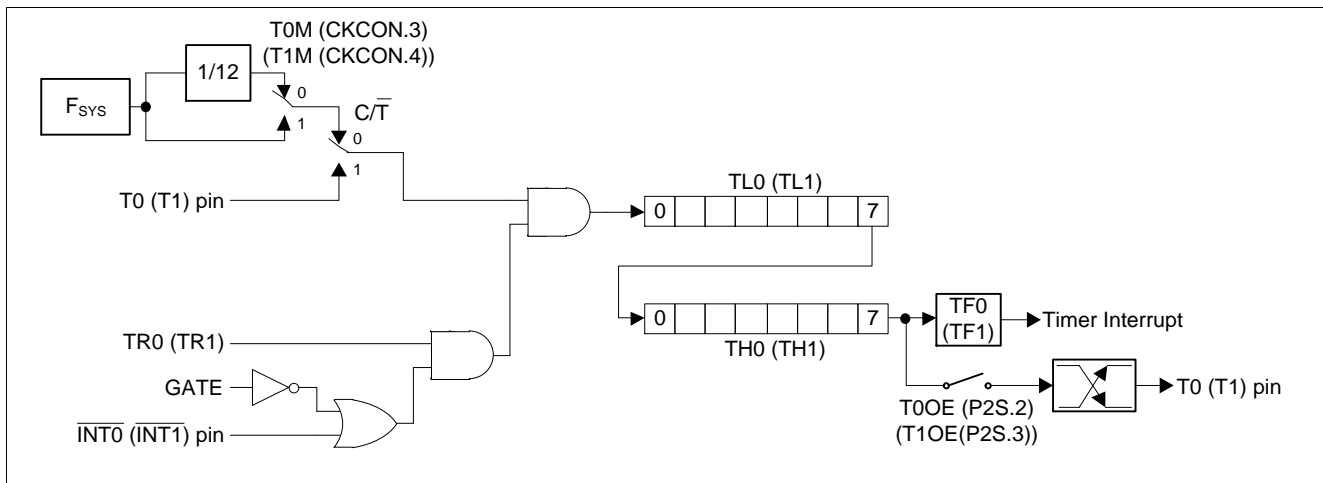 T0M (CKCON.3)
(T1M (CKCON.4))
1/12
FSYS
0
1
C/T̅
0
1
T0 (T1) pin
TL0 (TL1)
0 7
TR0 (TR1)
0 7
TH0 (TH1)
TF0
(TF1)
Timer Interrupt
GATE
I̅N̅T̅0̅ (I̅N̅T̅1̅) pin
T0OE (P2S.2)
(T1OE(P2S.3))
T0 (T1) pin